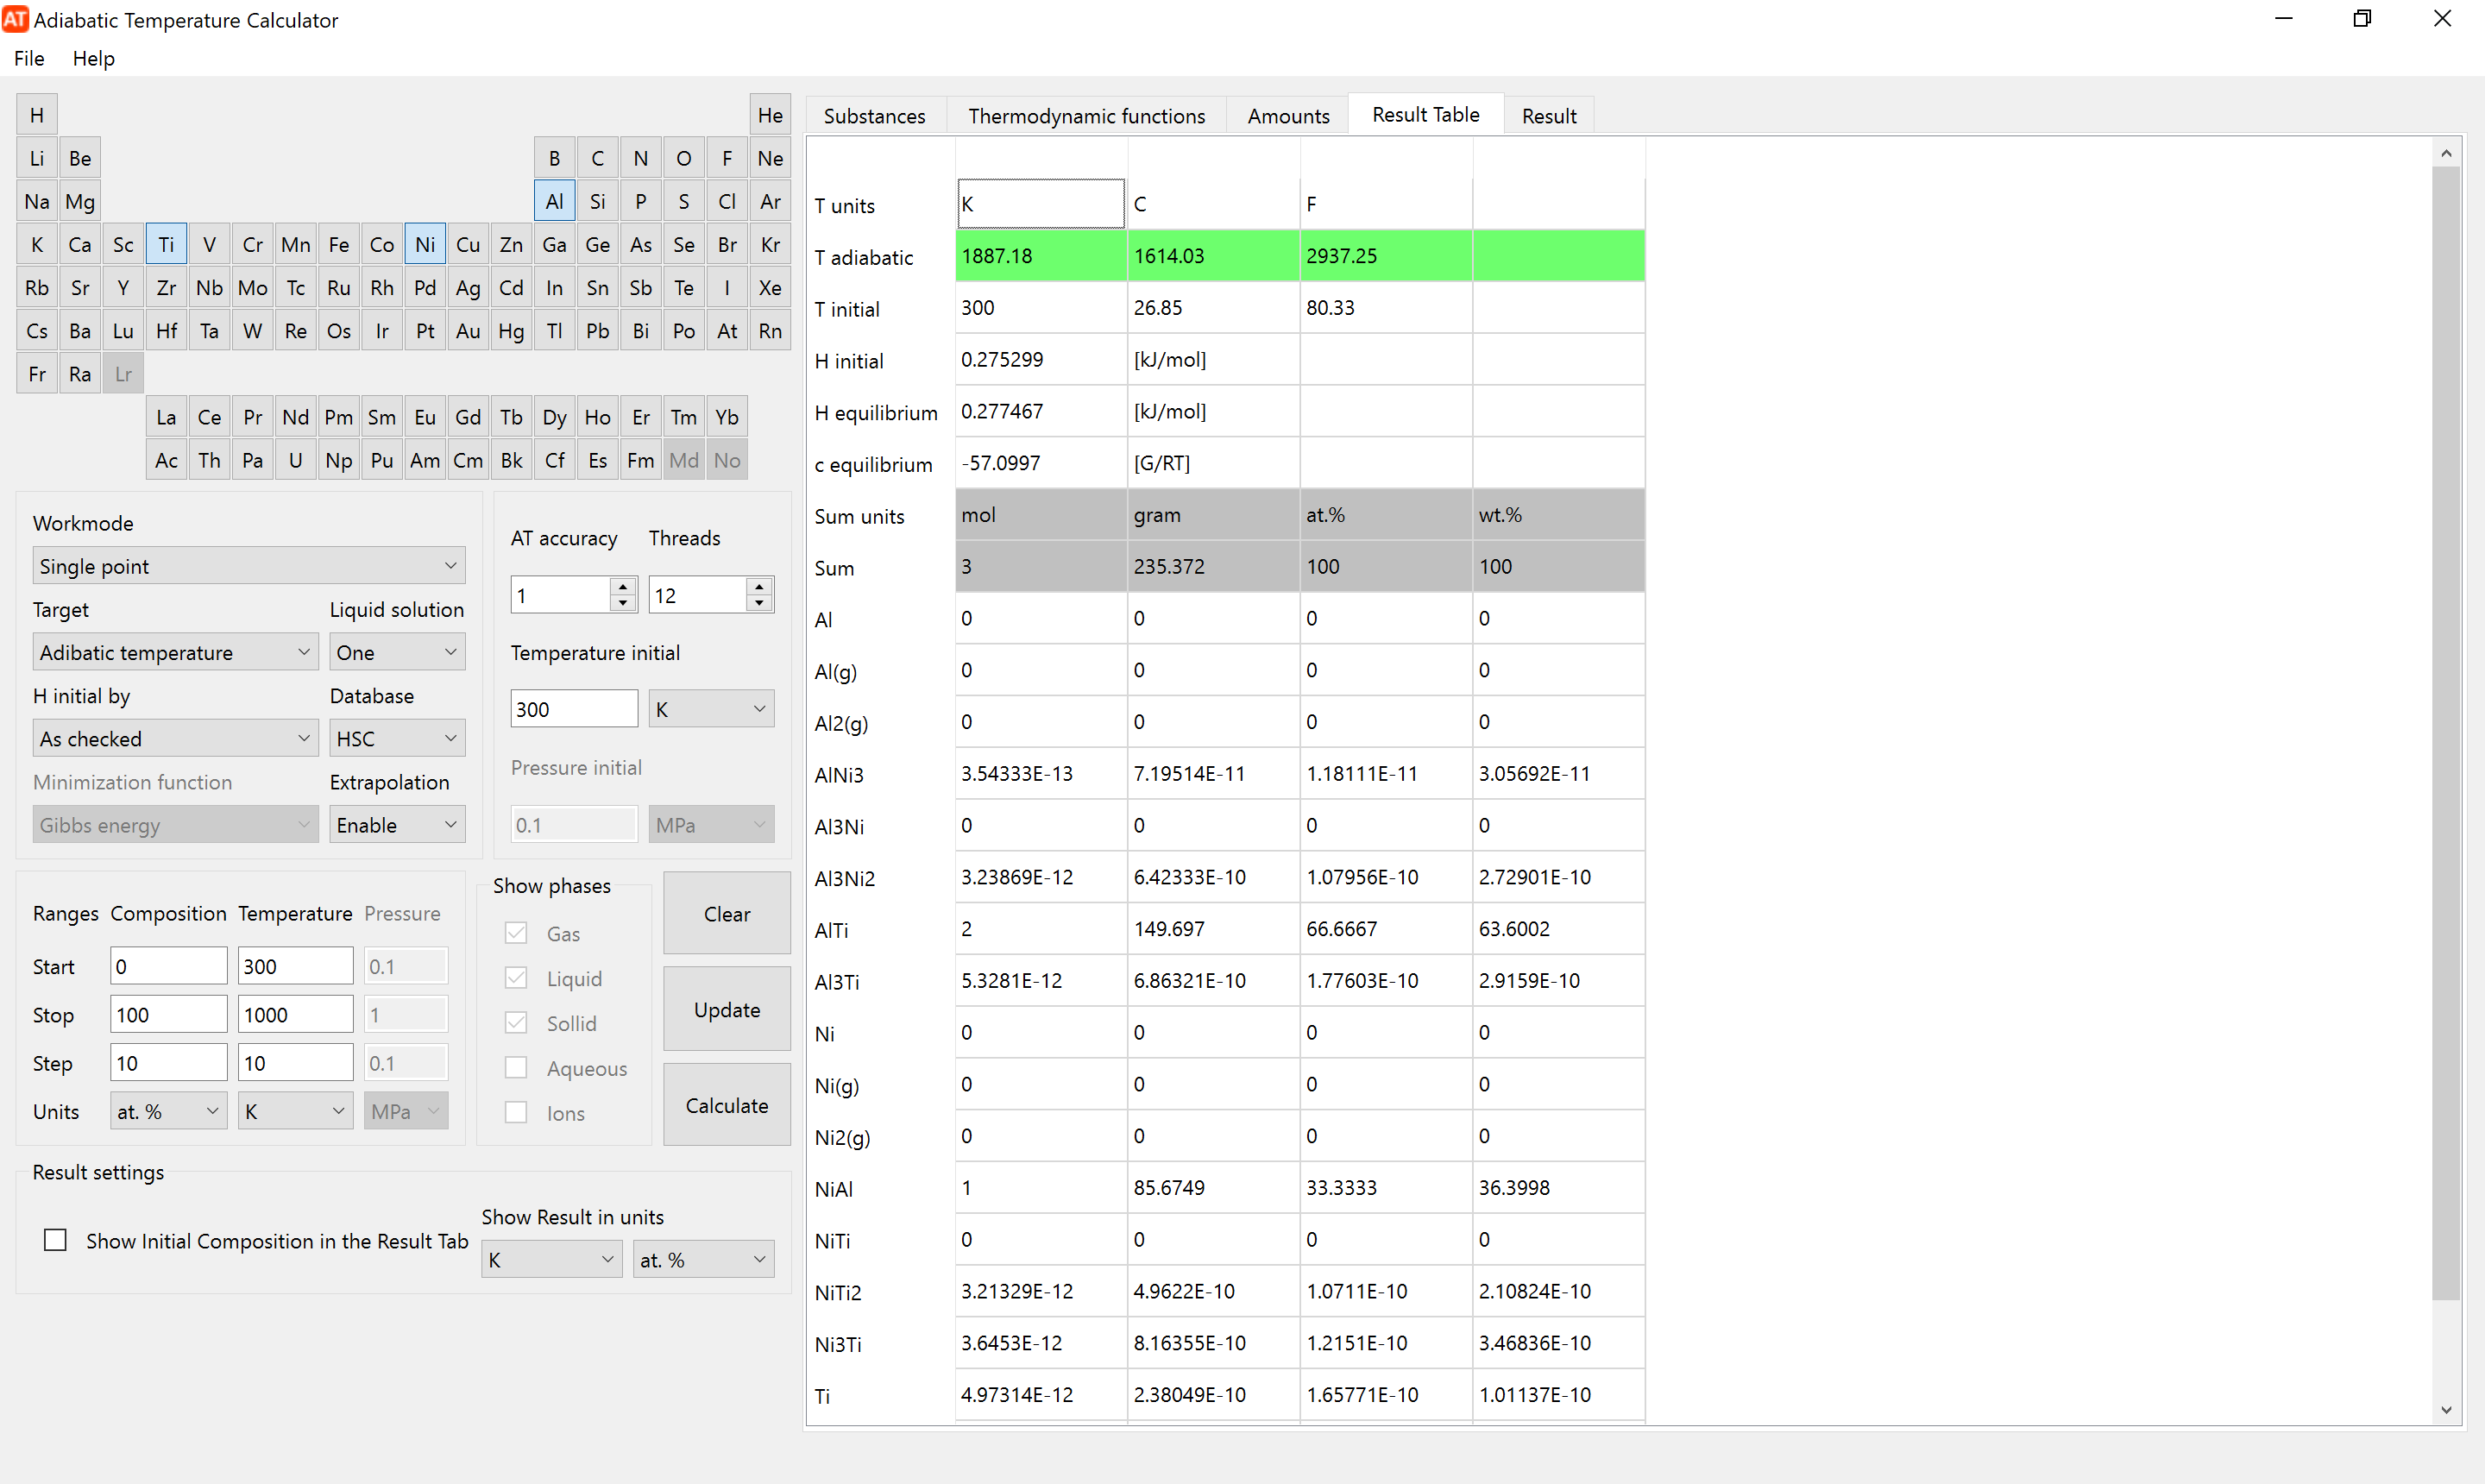 AT Adiabatic Temperature Calculator
File Help
H He
Li Be B C N O F Ne
Na Mg Al Si P S Cl Ar
K Ca Sc Ti V Cr Mn Fe Co Ni Cu Zn Ga Ge As Se Br Kr
Rb Sr Y Zr Nb Mo Tc Ru Rh Pd Ag Cd In Sn Sb Te I Xe
Cs Ba Lu Hf Ta W Re Os Ir Pt Au Hg Tl Pb Bi Po At Rn
Fr Ra Lr
La Ce Pr Nd Pm Sm Eu Gd Tb Dy Ho Er Tm Yb
Ac Th Pa U Np Pu Am Cm Bk Cf Es Fm Md No
Workmode
Single point
Target Liquid solution
Adibatic temperature One
H initial by Database
As checked HSC
Minimization function Extrapolation
Gibbs energy Enable
AT accuracy Threads
1 12
Temperature initial
300 K
Pressure initial
0.1 MPa
Ranges Composition Temperature Pressure
Start 0 300 0.1
Stop 100 1000 1
Step 10 10 0.1
Units at. % K MPa
Show phases
Gas
Liquid
Sollid
Aqueous
Ions
Clear
Update
Calculate
Result settings
Show Initial Composition in the Result Tab
Show Result in units
K at. %
Substances Thermodynamic functions Amounts Result Table Result
T units K C F
T adiabatic 1887.18 1614.03 2937.25
T initial 300 26.85 80.33
H initial 0.275299 [kJ/mol]
H equilibrium 0.277467 [kJ/mol]
c equilibrium -57.0997 [G/RT]
Sum units mol gram at.% wt.%
Sum 3 235.372 100 100
Al 0 0 0 0
Al(g) 0 0 0 0
Al2(g) 0 0 0 0
AlNi3 3.54333E-13 7.19514E-11 1.18111E-11 3.05692E-11
Al3Ni 0 0 0 0
Al3Ni2 3.23869E-12 6.42333E-10 1.07956E-10 2.72901E-10
AlTi 2 149.697 66.6667 63.6002
Al3Ti 5.3281E-12 6.86321E-10 1.77603E-10 2.9159E-10
Ni 0 0 0 0
Ni(g) 0 0 0 0
Ni2(g) 0 0 0 0
NiAl 1 85.6749 33.3333 36.3998
NiTi 0 0 0 0
NiTi2 3.21329E-12 4.9622E-10 1.0711E-10 2.10824E-10
Ni3Ti 3.6453E-12 8.16355E-10 1.2151E-10 3.46836E-10
Ti 4.97314E-12 2.38049E-10 1.65771E-10 1.01137E-10